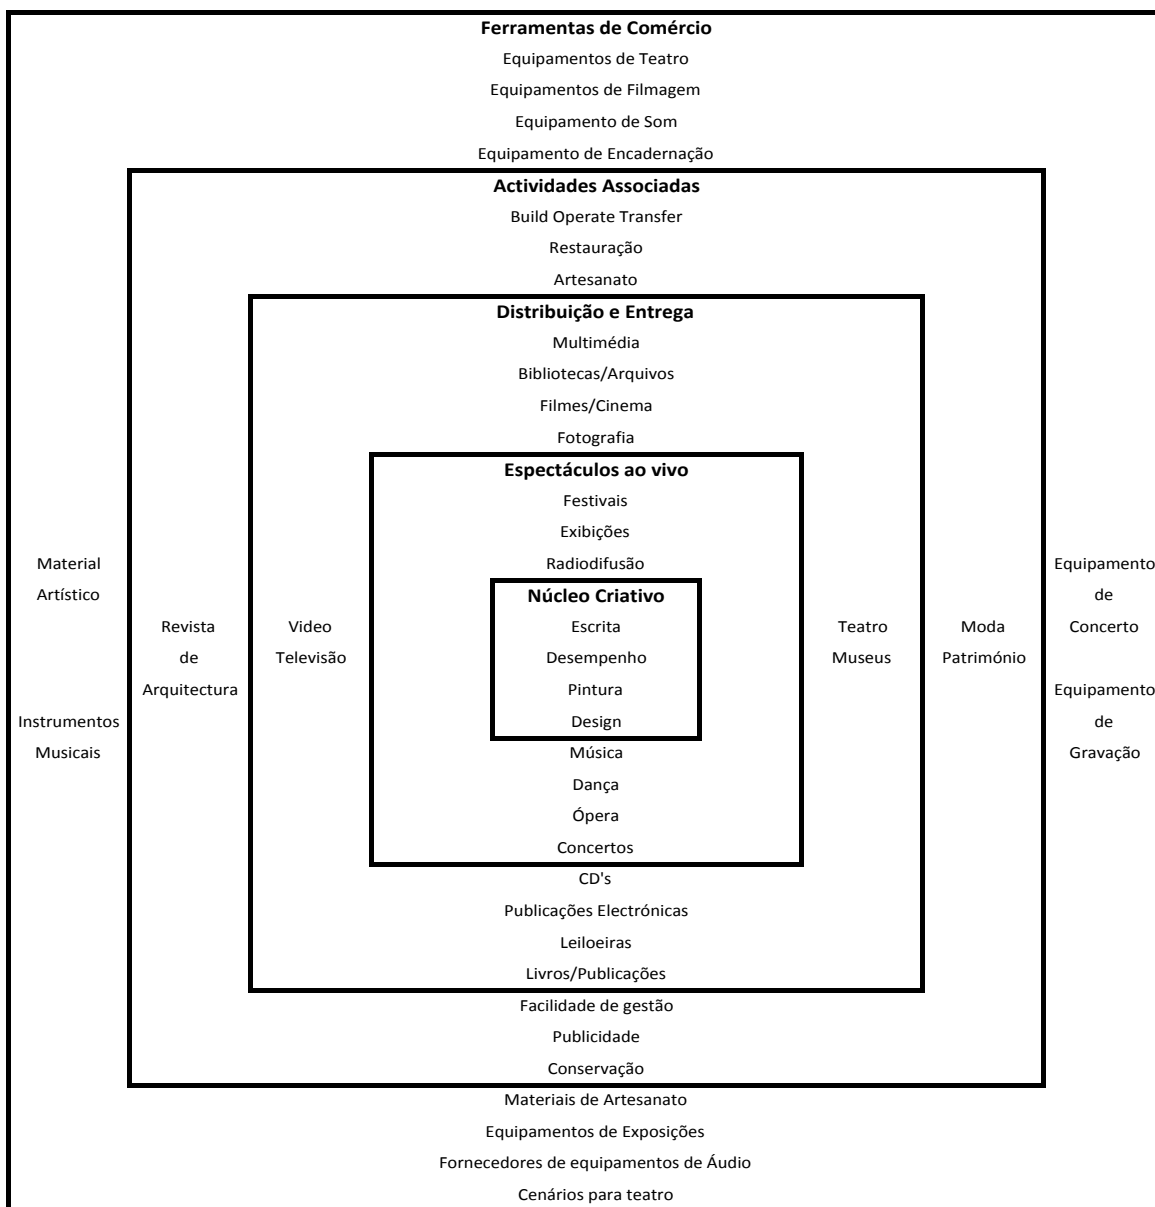 Ferramentas de Comércio
Equipamentos de Teatro
Equipamentos de Filmagem
Equipamento de Som
Equipamento de Encadernação
Actividades Associadas
Build Operate Transfer
Restauração
Artesanato
Distribuição e Entrega
Multimédia
Bibliotecas/Arquivos
Filmes/Cinema
Fotografia
Espectáculos ao vivo
Festivais
Exibições
Radiodifusão
Núcleo Criativo
Escrita
Desempenho
Pintura
Design
Música
Dança
Ópera
Concertos
Video
Televisão
Teatro
Museus
CD's
Publicações Electrónicas
Leiloeiras
Livros/Publicações
Revista
de
Arquitectura
Moda
Património
Facilidade de gestão
Publicidade
Conservação
Material
Artístico
Instrumentos
Musicais
Equipamento
de
Concerto
Equipamento
de
Gravação
Materiais de Artesanato
Equipamentos de Exposições
Fornecedores de equipamentos de Áudio
Cenários para teatro